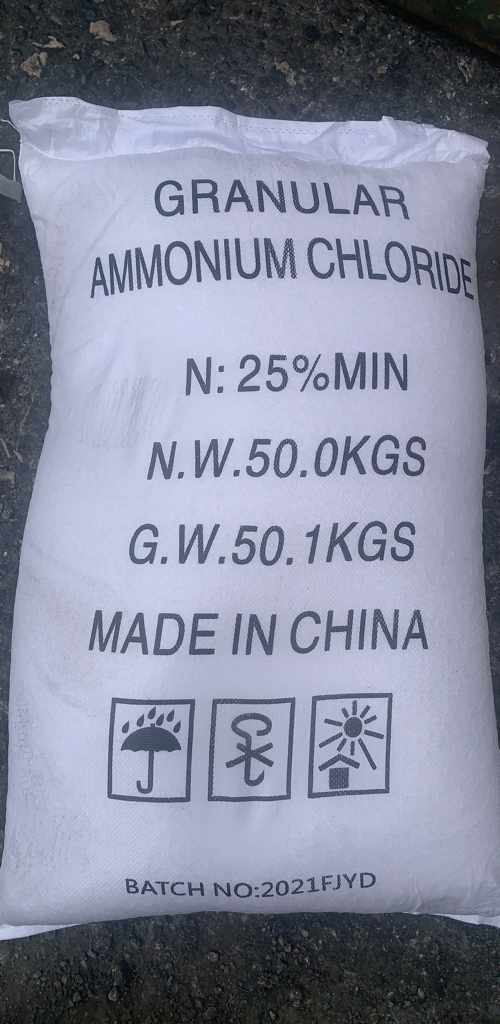 GRANULAR
AMMONIUM CHLORIDE
N: 25%MIN
N.W.50.0KGS
G.W.50.1KGS
MADE IN CHINA
BATCH NO:2021FJYD